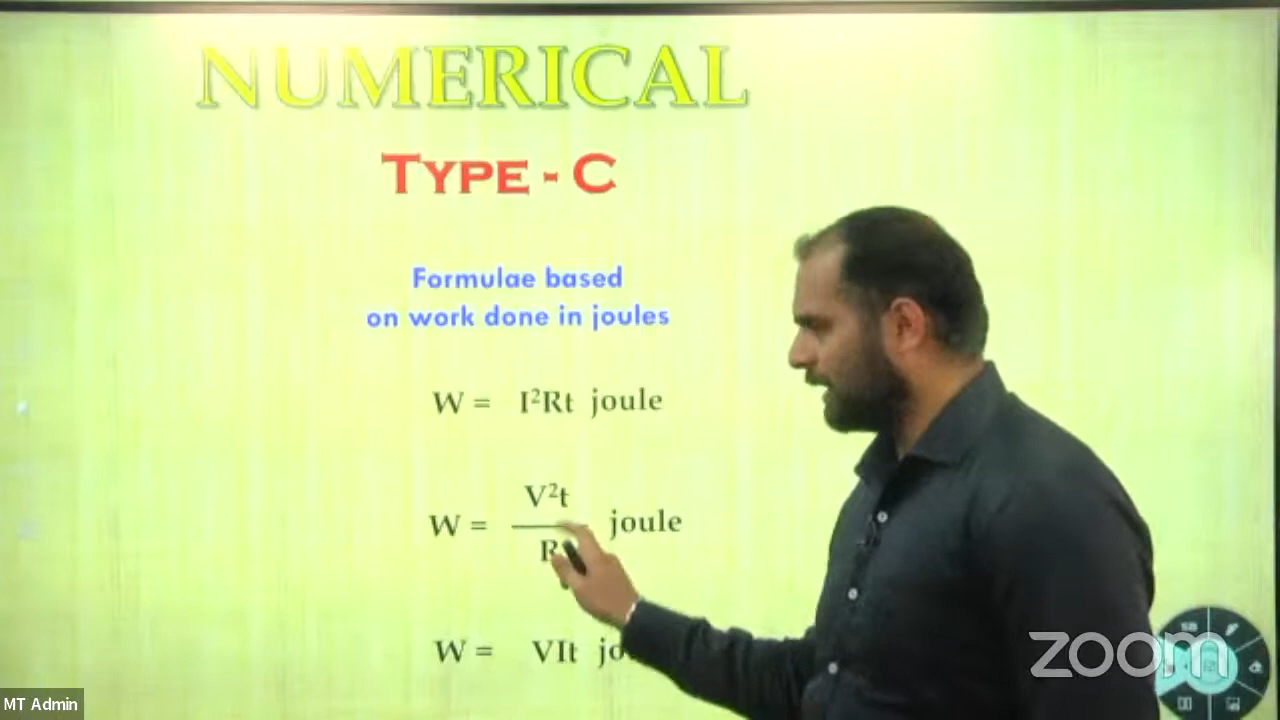 NUMERICAL
TYPE - C
Formulae based
on work done in joules
W = I²Rt joule
W = V²t / R joule
W = VIt
zoom
MT Admin